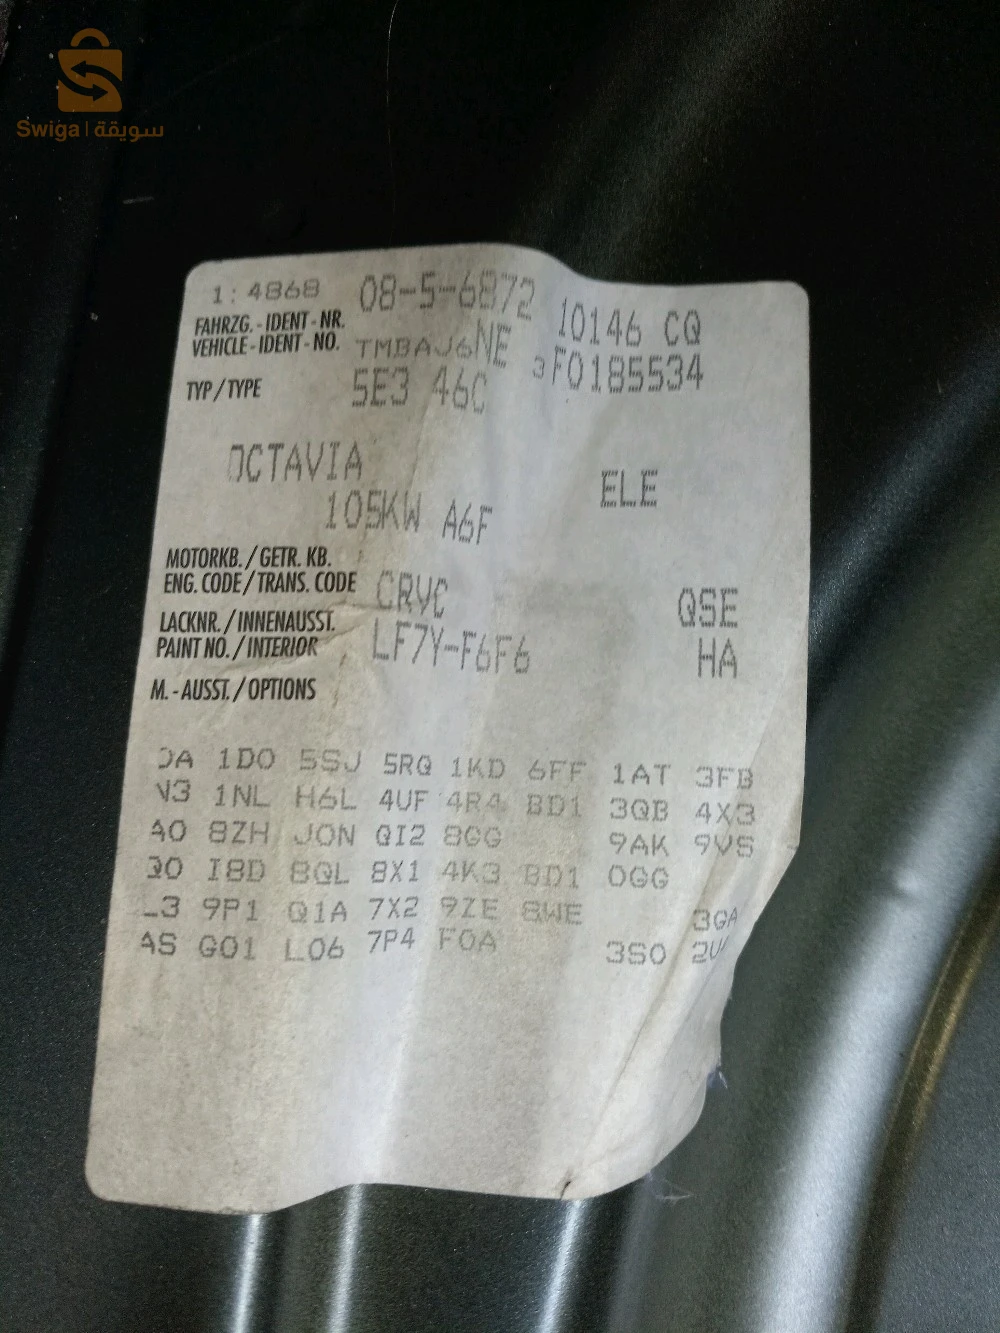 Swiga | سويقة
1: 4868 08-5-6872 10146 CQ
FAHRZG. - IDENT - NR.
VEHICLE - IDENT - NO. TMBAJ6NE 3F0185534
TYP / TYPE 5E3 46C
OCTAVIA ELE
105KW A6F
MOTORKB. / GETR. KB.
ENG. CODE / TRANS. CODE CRVC QSE
LACKNR. / INNENAUSST.
PAINT NO. / INTERIOR LF7Y-F6F6 HA
M. - AUSST. / OPTIONS
1D0 5SJ 5RQ 1KD 6FF 1AT 3FB
1NL H6L 4UF 4R4 BD1 3QB 4X3
8ZH JON QI2 8GG 9AK 9VS
I8D 8QL 8X1 4K3 BD1 0GG
9P1 Q1A 7X2 9ZE 8WE 3GA
G01 L06 7P4 F0A 3S0